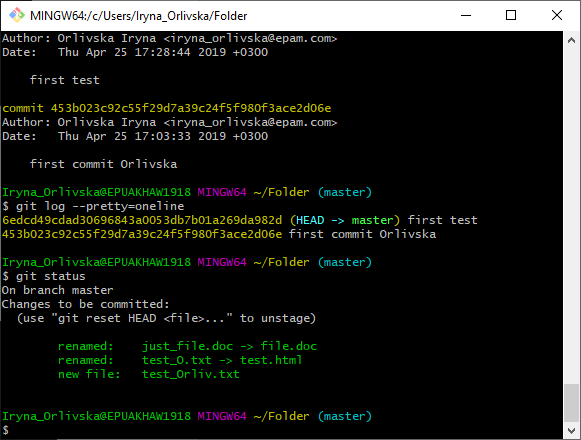 MINGW64:/c/Users/Iryna_Orlivska/Folder
Author: Orlivska Iryna <iryna_orlivska@epam.com>
Date:   Thu Apr 25 17:28:44 2019 +0300
first test
commit 453b023c92c55f29d7a39c24f5f980f3ace2d06e
Author: Orlivska Iryna <iryna_orlivska@epam.com>
Date:   Thu Apr 25 17:03:33 2019 +0300
first commit Orlivska
Iryna_Orlivska@EPUAKHAW1918 MINGW64 ~/Folder (master)
$ git log --pretty=oneline
6edcd49cdad30696843a0053db7b01a269da982d (HEAD -> master) first test
453b023c92c55f29d7a39c24f5f980f3ace2d06e first commit Orlivska
Iryna_Orlivska@EPUAKHAW1918 MINGW64 ~/Folder (master)
$ git status
On branch master
Changes to be committed:
(use "git reset HEAD <file>..." to unstage)
renamed:    just_file.doc -> file.doc
renamed:    test_O.txt -> test.html
new file:   test_Orliv.txt
Iryna_Orlivska@EPUAKHAW1918 MINGW64 ~/Folder (master)
$